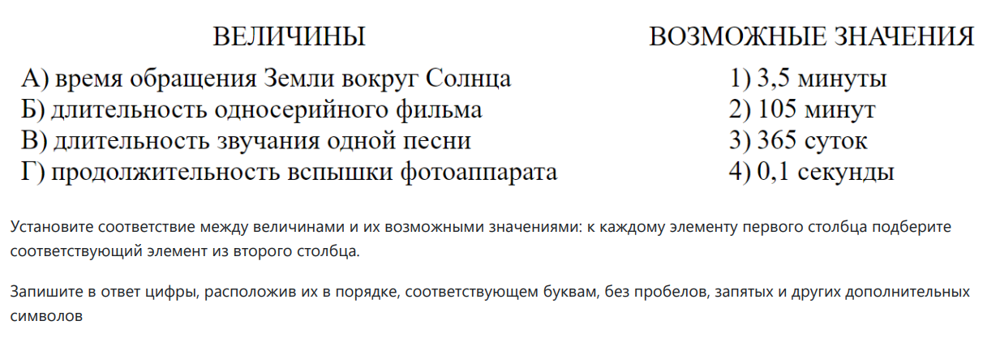 ВЕЛИЧИНЫ ВОЗМОЖНЫЕ ЗНАЧЕНИЯ
А) время обращения Земли вокруг Солнца 1) 3,5 минуты
Б) длительность односерийного фильма 2) 105 минут
В) длительность звучания одной песни 3) 365 суток
Г) продолжительность вспышки фотоаппарата 4) 0,1 секунды
Установите соответствие между величинами и их возможными значениями: к каждому элементу первого столбца подберите
соответствующий элемент из второго столбца.
Запишите в ответ цифры, расположив их в порядке, соответствующем буквам, без пробелов, запятых и других дополнительных
символов